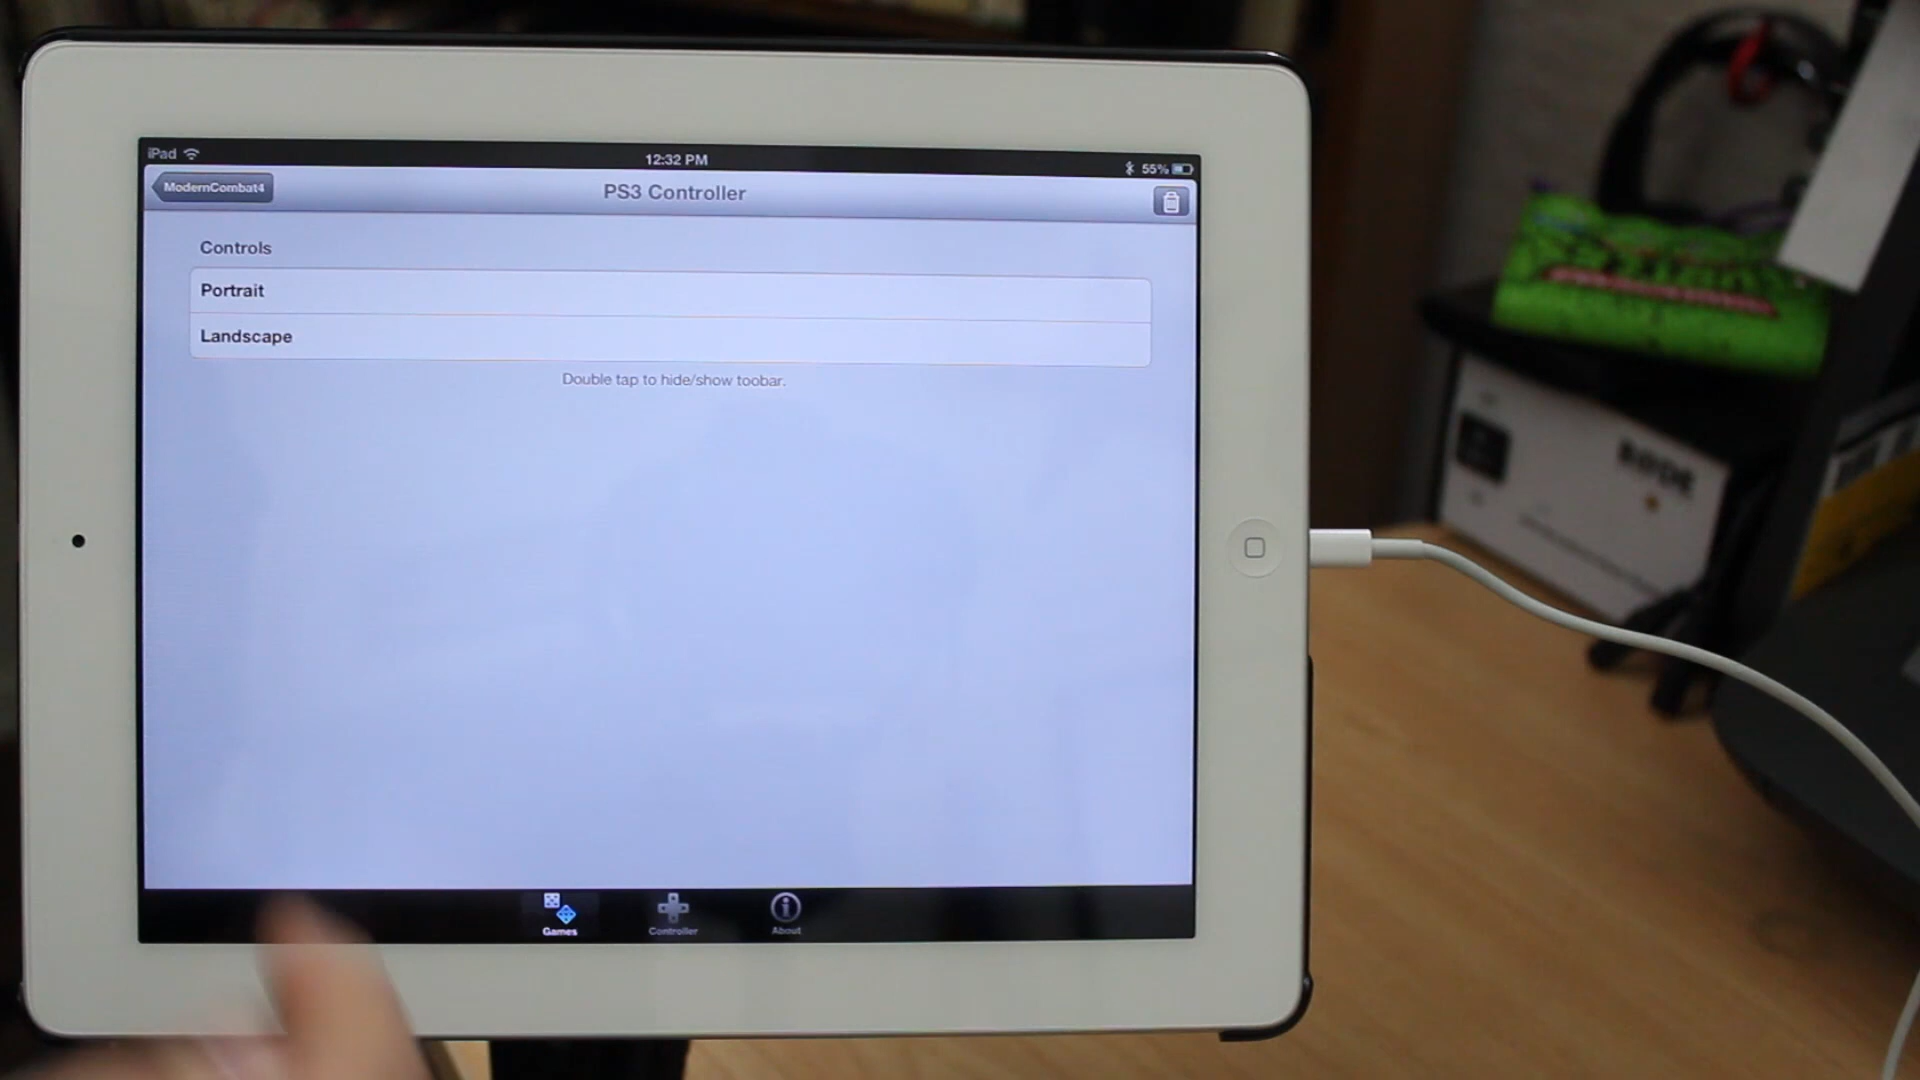 iPad
12:32 PM
55%
ModernCombat4
PS3 Controller
Controls
Portrait
Landscape
Double tap to hide/show toobar.
Games
Controller
About
RODE